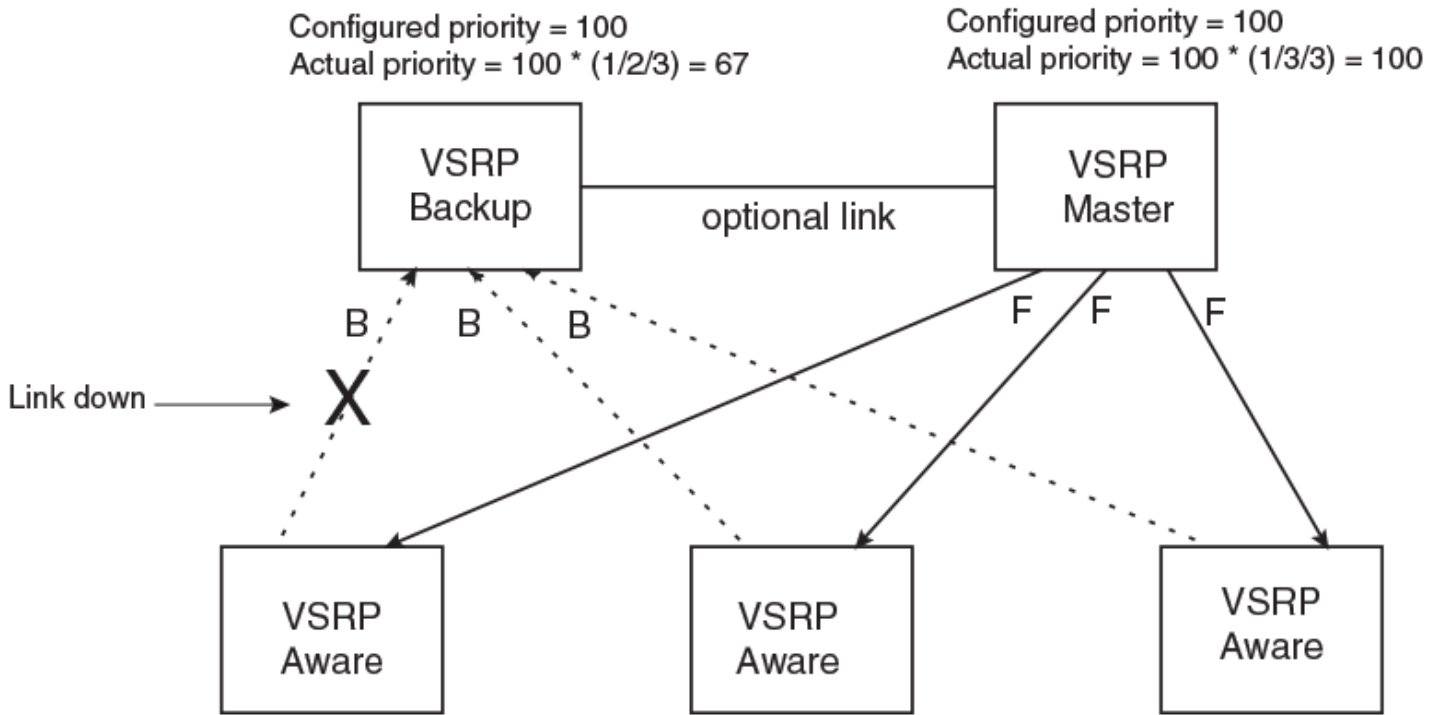 Configured priority = 100
Actual priority = 100 * (1/2/3) = 67
Configured priority = 100
Actual priority = 100 * (1/3/3) = 100
VSRP
Backup
optional link
VSRP
Master
B
B
B
F
F
F
Link down
X
VSRP
Aware
VSRP
Aware
VSRP
Aware